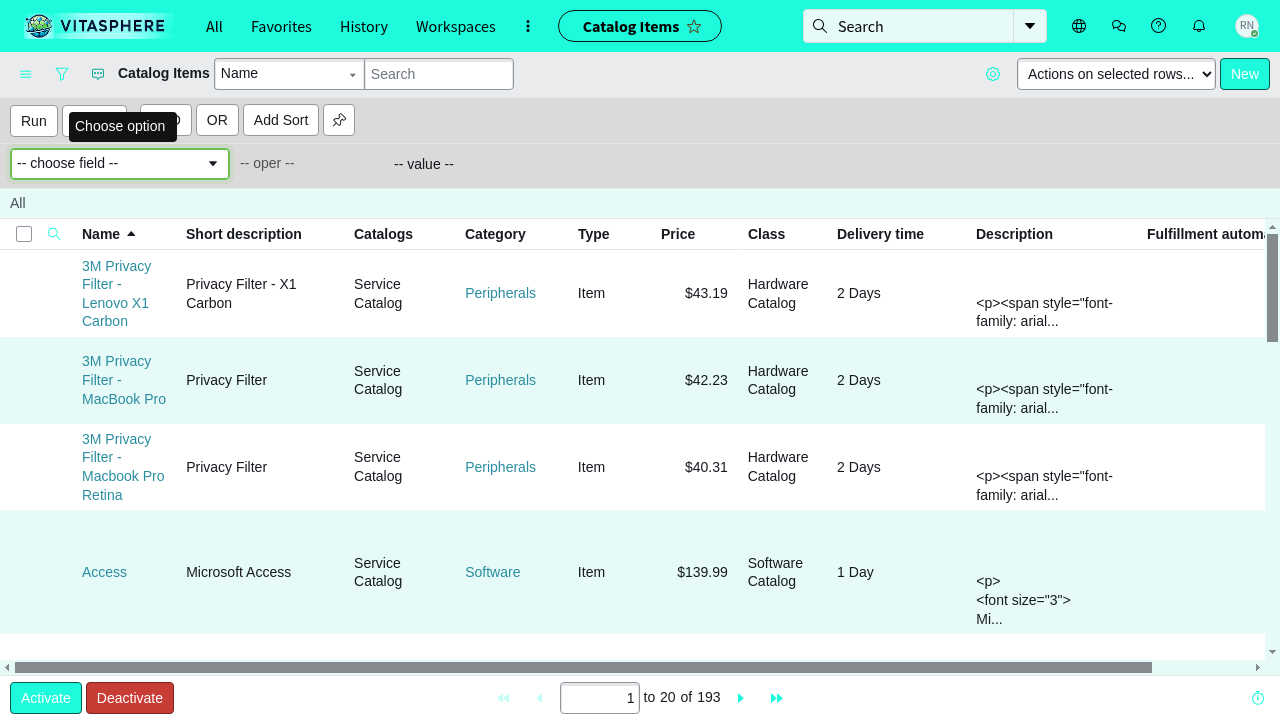 VITASPHERE
All Favorites History Workspaces
Catalog Items
Search
RN
Catalog Items
Name
Search
Actions on selected rows...
New
Run
OR
Add Sort
Choose option
-- choose field --
-- oper --
-- value --
All
Name Short description Catalogs Category Type Price Class Delivery time Description
3M Privacy
Filter -
Lenovo X1
Carbon
Privacy Filter - X1
Carbon
Service
Catalog
Peripherals
Item
$43.19
Hardware
Catalog
2 Days
<p><span style="font-
family: arial...
3M Privacy
Filter -
MacBook Pro
Privacy Filter
Service
Catalog
Peripherals
Item
$42.23
Hardware
Catalog
2 Days
<p><span style="font-
family: arial...
3M Privacy
Filter -
Macbook Pro
Retina
Privacy Filter
Service
Catalog
Peripherals
Item
$40.31
Hardware
Catalog
2 Days
<p><span style="font-
family: arial...
Access
Microsoft Access
Service
Catalog
Software
Item
$139.99
Software
Catalog
1 Day
<p>
<font size="3">
Mi...
Fulfillment
Activate
Deactivate
1 to 20 of 193